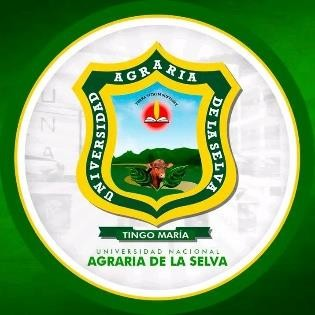 UNIVERSIDAD AGRARIA DE LA SELVA
TINGO MARÍA
UNIVERSIDAD NACIONAL
AGRARIA DE LA SELVA